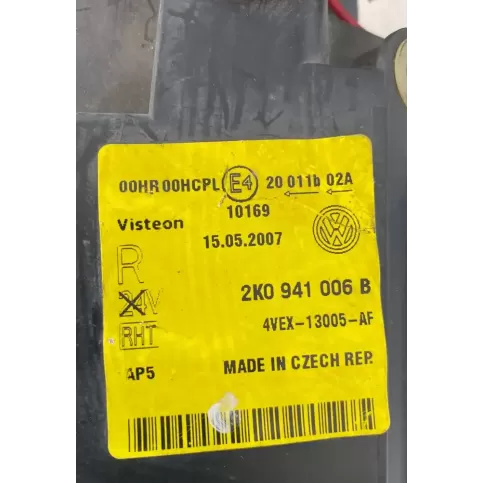 00HR 00HCPL E4 20 011b 02A
10169
Visteon
15.05.2007
VW
R
2K0 941 006 B
24V
4VEX-13005-AF
RHT
AP5
MADE IN CZECH REP.